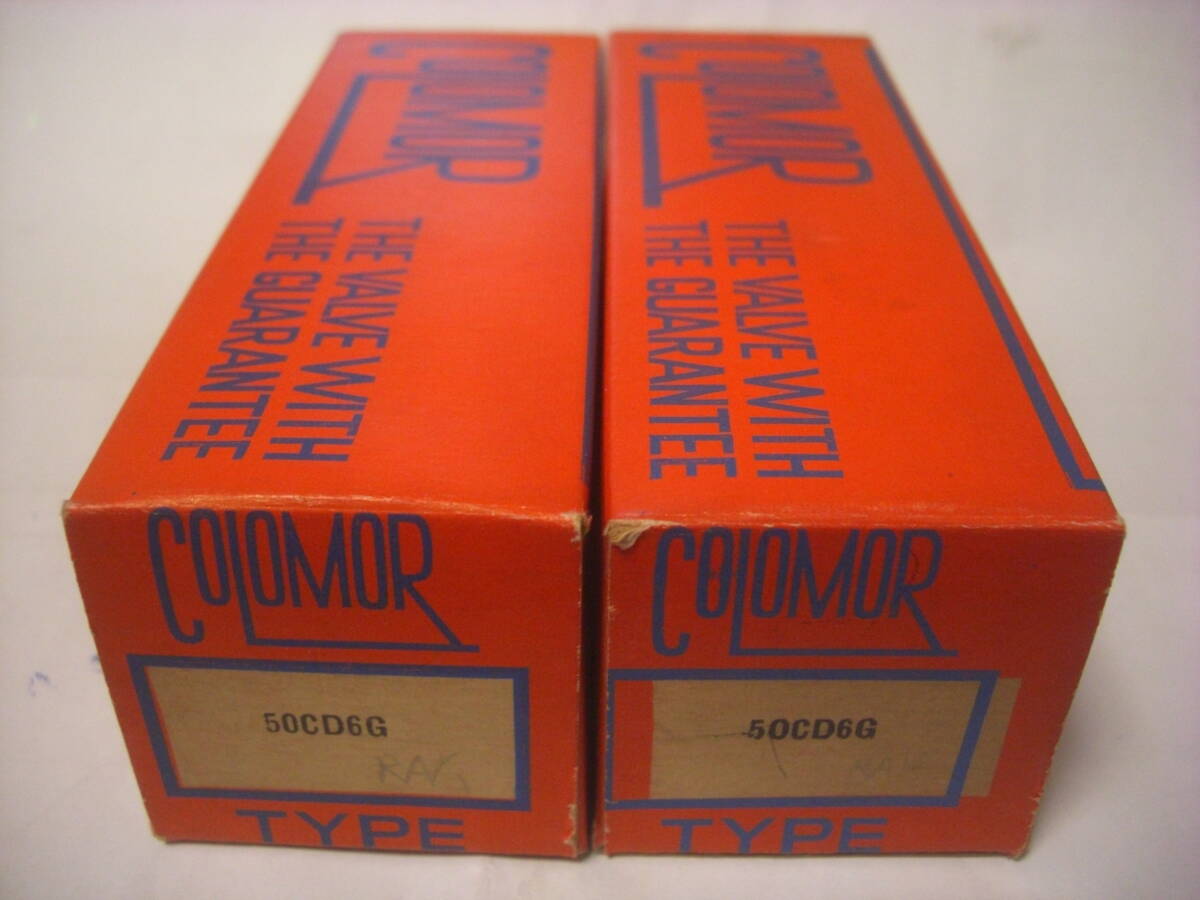 COLOMOR
THE VALVE WITH
THE GUARANTEE
COLOMOR
50CD6G
TYPE
COLOMOR
THE VALVE WITH
THE GUARANTEE
COLOMOR
50CD6G
TYPE